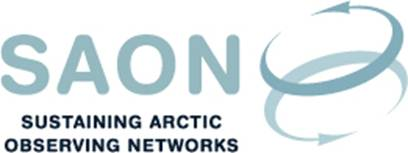 SAON
SUSTAINING ARCTIC
OBSERVING NETWORKS